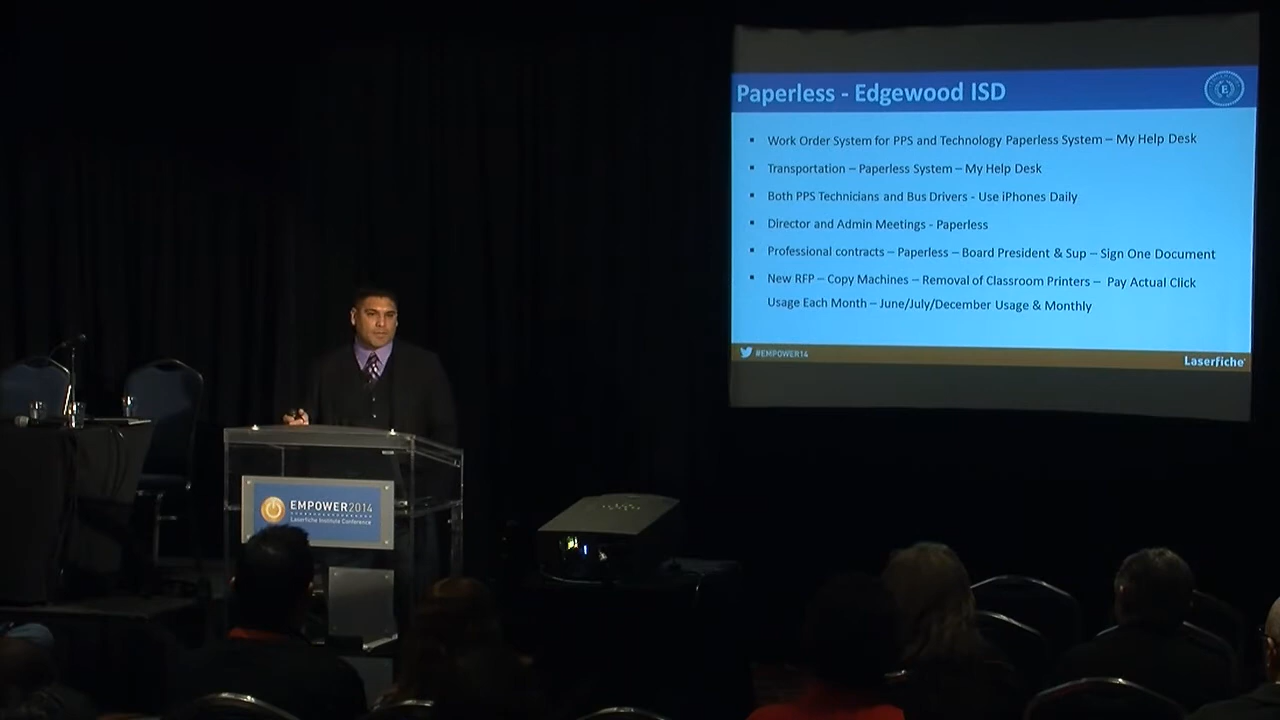 Paperless - Edgewood ISD
E
▪ Work Order System for PPS and Technology Paperless System – My Help Desk
▪ Transportation – Paperless System – My Help Desk
▪ Both PPS Technicians and Bus Drivers - Use iPhones Daily
▪ Director and Admin Meetings - Paperless
▪ Professional contracts – Paperless – Board President & Sup – Sign One Document
▪ New RFP – Copy Machines – Removal of Classroom Printers – Pay Actual Click
Usage Each Month – June/July/December Usage & Monthly
#EMPOWER14
Laserfiche
EMPOWER2014
Laserfiche Institute Conference